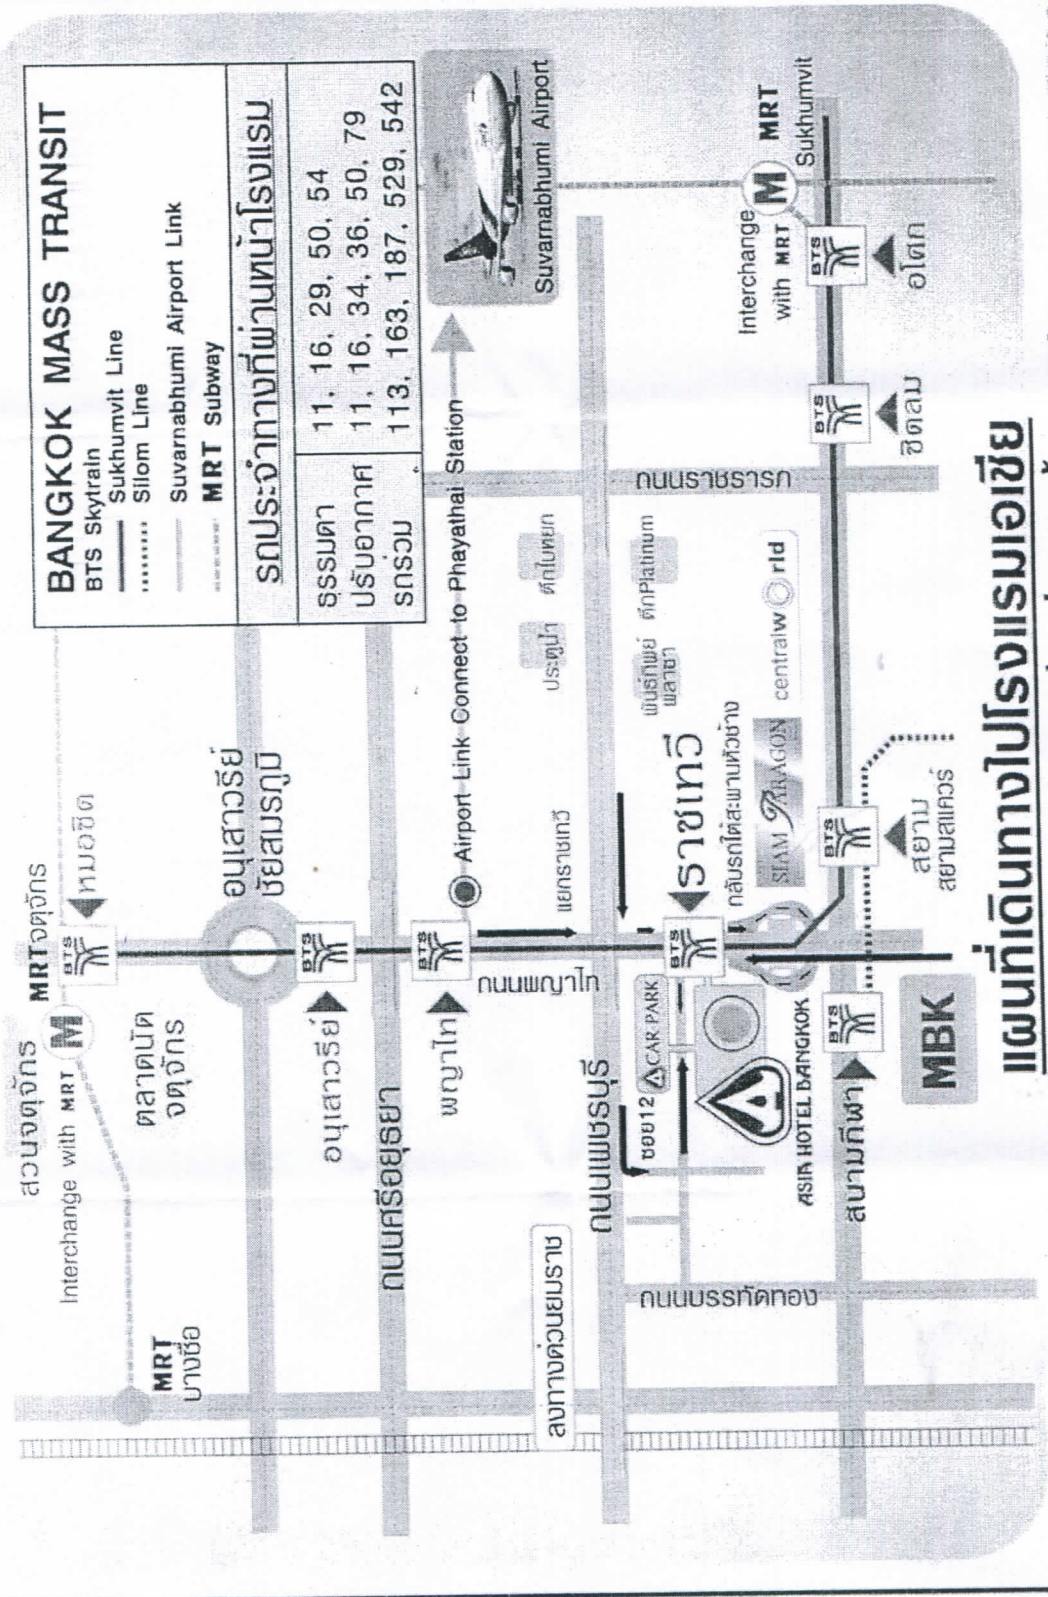 BANGKOK MASS TRANSIT
BTS Skytrain
Sukhumvit Line
Silom Line
Suvarnabhumi Airport Link
MRT Subway
รถประจำทางที่ผ่านหน้าโรงแรม
ธรรมดา 11, 16, 29, 50, 54
ปรับอากาศ 11, 16, 34, 36, 50, 79
รถร่วม 113, 163, 187, 529, 542
สวนจตุจักร
MRTจตุจักร
Interchange with MRT
M
BTS
หมอชิต
ตลาดนัด
จตุจักร
MRT
บางซื่อ
อนุเสาวรีย์
ชัยสมรภูมิ
BTS
อนุเสาวรีย์
ถนนศรีอยุธยา
BTS
พญาไท
Airport Link Connect to Phayathai Station
Suvarnabhumi Airport
ถนนพญาไท
แยกราชเทวี
ประตูน้ำ
ตึกใบหยก
ลงทางด่วนยมราช
ถนนเพชรบุรี
ซอย12
CAR PARK
BTS
ราชเทวี
กลับรถใต้สะพานหัวช้าง
พันธ์ทิพย์
พลาซา
ตึกPlatinum
ถนนราชธารภ
ถนนบรรทัดทอง
ASIA HOTEL BANGKOK
SIAM PARAGON
centralworld
Interchange
with MRT
M
MRT
Sukhumvit
สนามกีฬา
BTS
BTS
สยาม
สยามสแควร์
BTS
ชิดลม
BTS
อโศก
MBK
แผนที่เดินทางไปโรงแรมเอเชีย